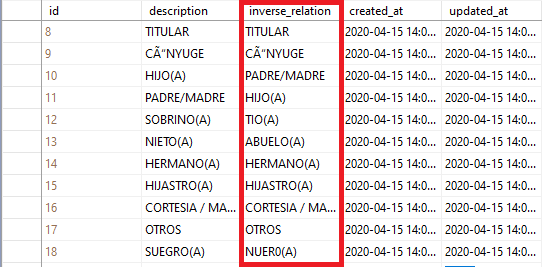 id description inverse_relation created_at updated_at
8 TITULAR TITULAR 2020-04-15 14:0... 2020-04-15 14:0...
9 CÃ“NYUGE CÃ“NYUGE 2020-04-15 14:0... 2020-04-15 14:0...
10 HIJO(A) PADRE/MADRE 2020-04-15 14:0... 2020-04-15 14:0...
11 PADRE/MADRE HIJO(A) 2020-04-15 14:0... 2020-04-15 14:0...
12 SOBRINO(A) TIO(A) 2020-04-15 14:0... 2020-04-15 14:0...
13 NIETO(A) ABUELO(A) 2020-04-15 14:0... 2020-04-15 14:0...
14 HERMANO(A) HERMANO(A) 2020-04-15 14:0... 2020-04-15 14:0...
15 HIJASTRO(A) HIJASTRO(A) 2020-04-15 14:0... 2020-04-15 14:0...
16 CORTESIA / MA... CORTESIA / MA... 2020-04-15 14:0... 2020-04-15 14:0...
17 OTROS OTROS 2020-04-15 14:0... 2020-04-15 14:0...
18 SUEGRO(A) NUER0(A) 2020-04-15 14:0... 2020-04-15 14:0...